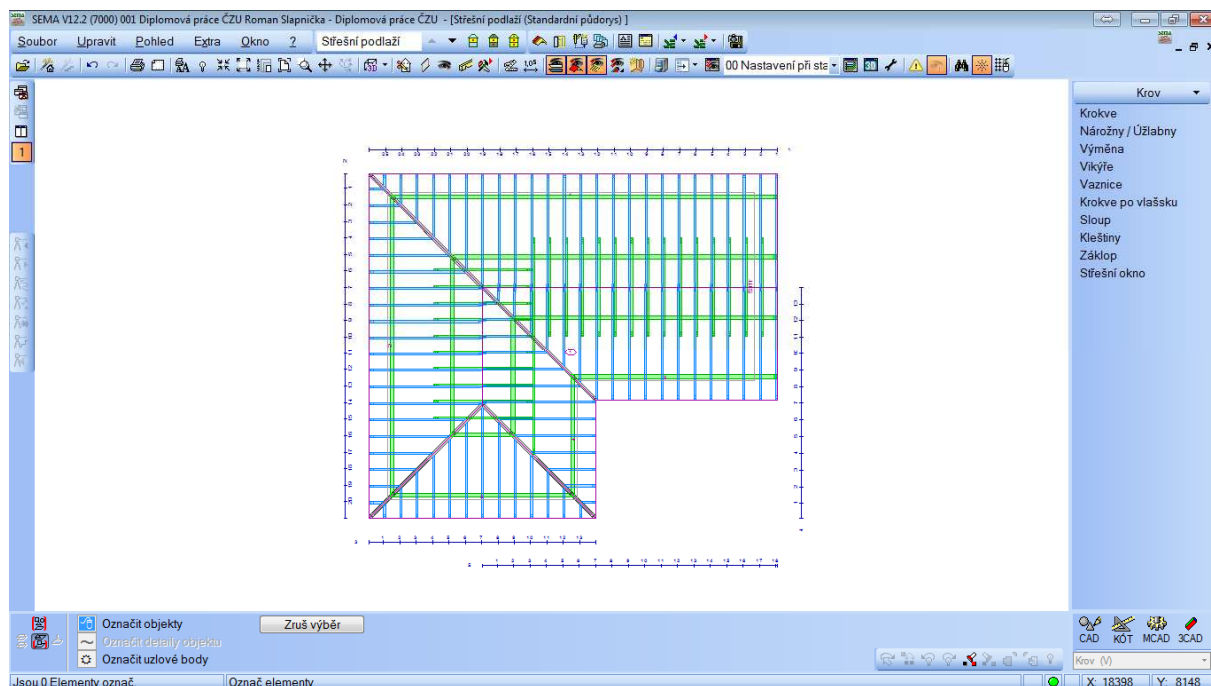 SEMA V12.2 (7000) 001 Diplomová práce ČZU Roman Slapnička - Diplomová práce ČZU - [Střešní podlaží (Standardní půdorys) ]
Soubor Upravit Pohled Extra Okno ? Střešní podlaží
00 Nastavení při sta
1
Krov
Krokve
Nárožny / Úžlabny
Výměna
Vikýře
Vaznice
Krokve po vlašsku
Sloup
Kleštiny
Záklop
Střešní okno
Označit objekty
Zruš výběr
Označit detaily objektu
Označit uzlové body
CAD KÓT MCAD 3CAD
Krov (V)
Jsou 0 Elementy označ. Označ elementy X: 18398 Y: 8148